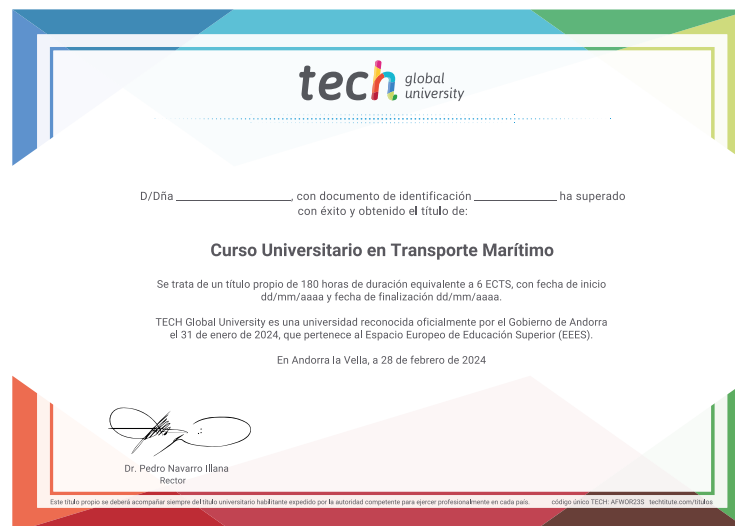 tech global university
D/Dña ______________, con documento de identificación __________ ha superado
con éxito y obtenido el título de:
Curso Universitario en Transporte Marítimo
Se trata de un título propio de 180 horas de duración equivalente a 6 ECTS, con fecha de inicio
dd/mm/aaaa y fecha de finalización dd/mm/aaaa.
TECH Global University es una universidad reconocida oficialmente por el Gobierno de Andorra
el 31 de enero de 2024, que pertenece al Espacio Europeo de Educación Superior (EEES).
En Andorra la Vella, a 28 de febrero de 2024
Dr. Pedro Navarro Illana
Rector
Este título propio se deberá acompañar siempre del título universitario habilitante expedido por la autoridad competente para ejercer profesionalmente en cada país. código único TECH: AFWOR23S techtitute.com/titulos